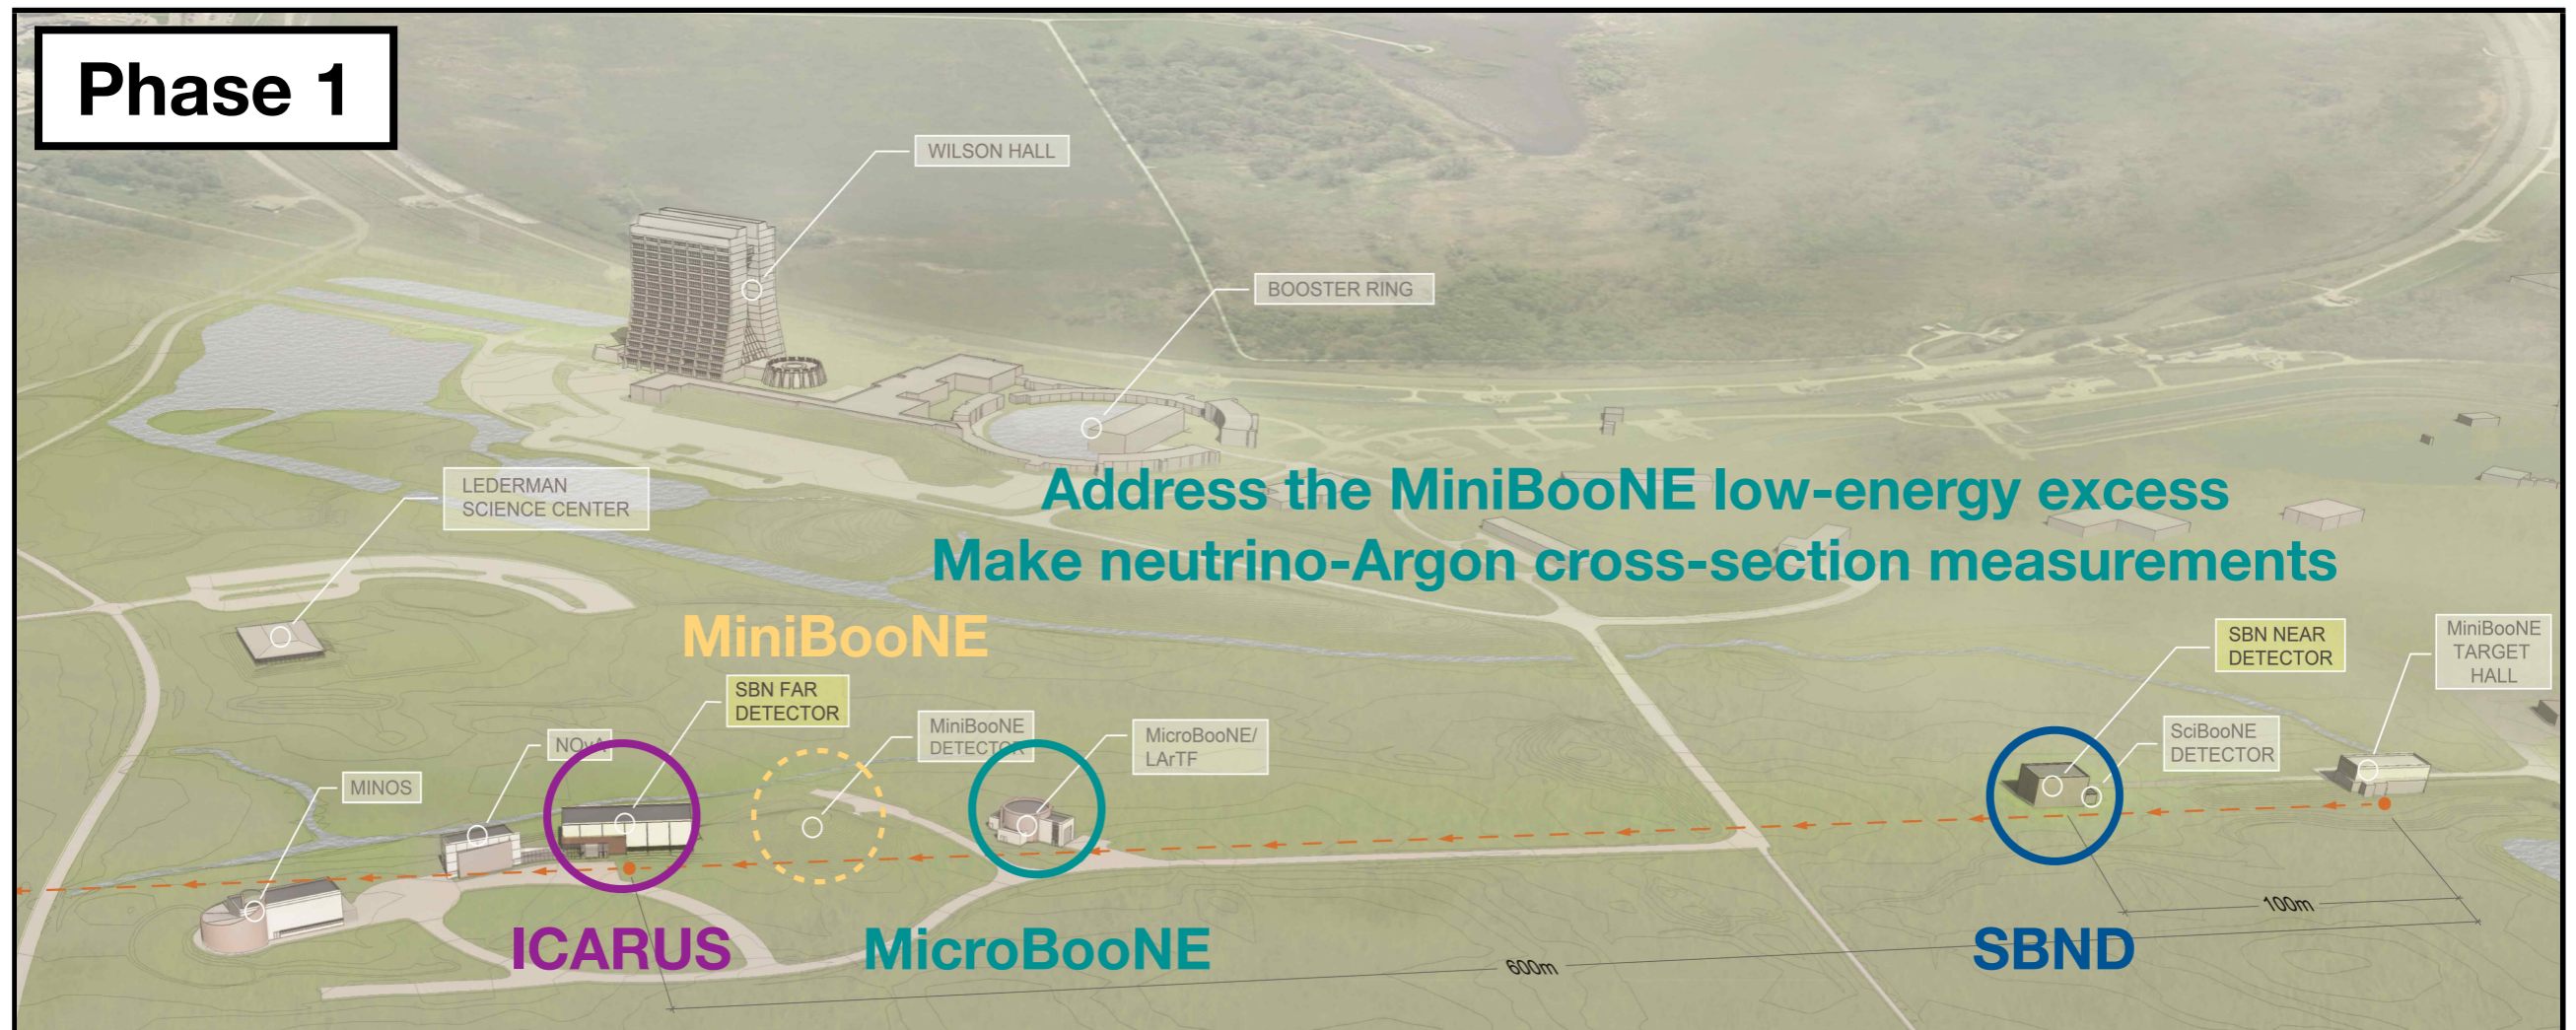 Phase 1
WILSON HALL
BOOSTER RING
LEDERMAN
SCIENCE CENTER
Address the MiniBooNE low-energy excess
Make neutrino-Argon cross-section measurements
MiniBooNE
SBN NEAR
DETECTOR
MiniBooNE
TARGET
HALL
SBN FAR
DETECTOR
MiniBooNE
DETECTOR
MicroBooNE/
LArTF
SciBooNE
DETECTOR
NOvA
MINOS
100m
ICARUS
MicroBooNE
SBND
600m